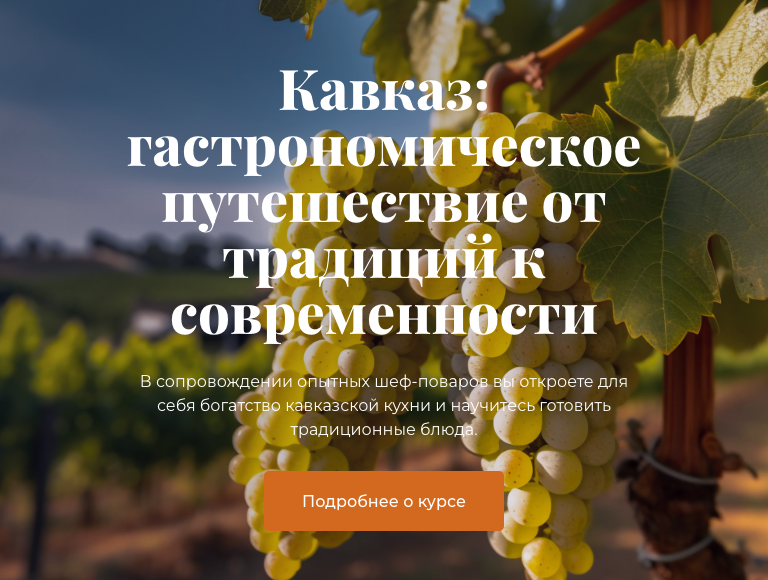 Кавказ:
гастрономическое
путешествие от
традиций к
современности
В сопровождении опытных шеф-поваров вы откроете для
себя богатство кавказской кухни и научитесь готовить
традиционные блюда.
Подробнее о курсе